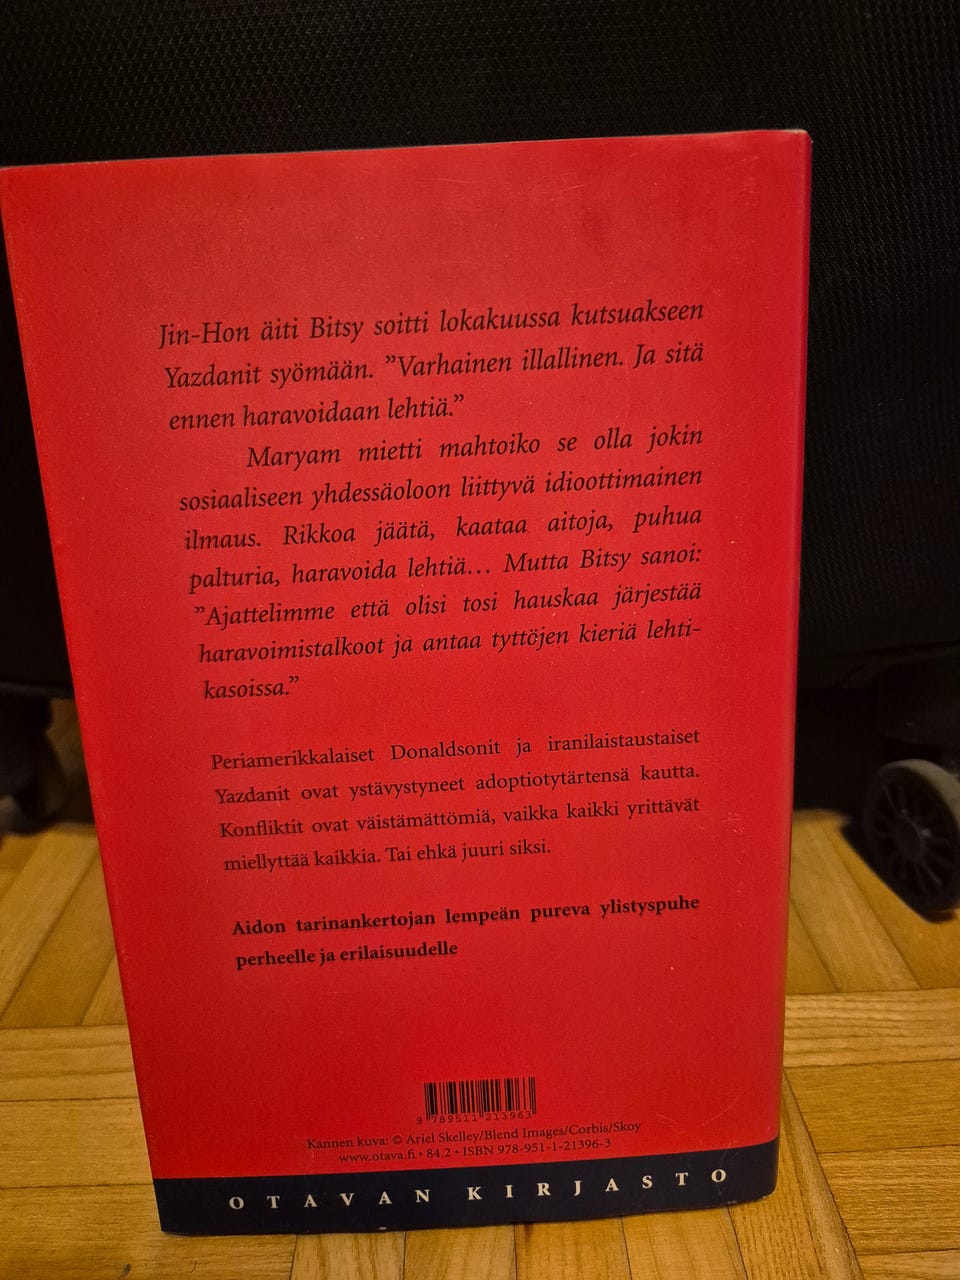 Jin-Hon äiti Bitsy soitti lokakuussa kutsuakseen
Yazdanit syömään. ”Varhainen illallinen. Ja sitä
ennen haravoidaan lehtiä.”
Maryam mietti mahtoiko se olla jokin
sosiaaliseen yhdessäoloon liittyvä idioottimainen
ilmaus. Rikkoa jäätä, kaataa aitoja, puhua
palturia, haravoida lehtiä… Mutta Bitsy sanoi:
”Ajattelimme että olisi tosi hauskaa järjestää
haravoimistalkoot ja antaa tyttöjen kieriä lehti-
kasoissa.”
Periamerikkalaiset Donaldsonit ja iranilaistaustaiset
Yazdanit ovat ystävystyneet adoptiotytärtensä kautta.
Konfliktit ovat väistämättömiä, vaikka kaikki yrittävät
miellyttää kaikkia. Tai ehkä juuri siksi.
Aidon tarinankertojan lempeän pureva ylistyspuhe
perheelle ja erilaisuudelle
9 789511 213963
Kannen kuva: © Ariel Skelley/Blend Images/Corbis/Skoy
www.otava.fi • 84.2 • ISBN 978-951-1-21396-3
OTAVAN KIRJASTO